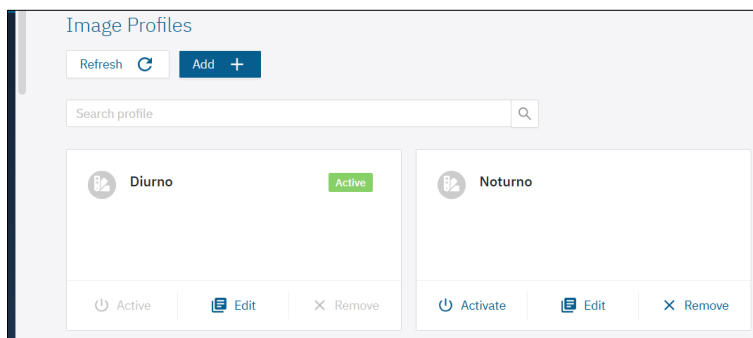 Image Profiles
Refresh Add
Search profile
Diurno Active
Noturno
Active Edit Remove
Activate Edit Remove